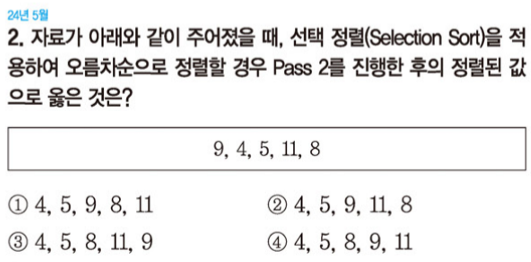 24년 5월
2. 자료가 아래와 같이 주어졌을 때, 선택 정렬(Selection Sort)을 적
용하여 오름차순으로 정렬할 경우 Pass 2를 진행한 후의 정렬된 값
으로 옳은 것은?
9, 4, 5, 11, 8
① 4, 5, 9, 8, 11 ② 4, 5, 9, 11, 8
③ 4, 5, 8, 11, 9 ④ 4, 5, 8, 9, 11